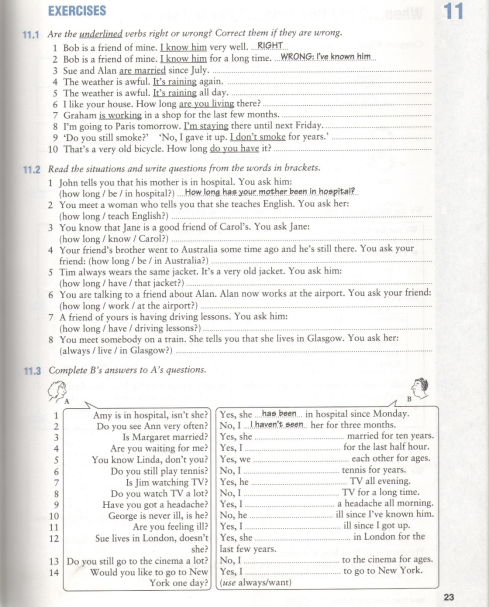 EXERCISES
11
11.1 Are the underlined verbs right or wrong? Correct them if they are wrong.
1 Bob is a friend of mine. I know him very well. RIGHT
2 Bob is a friend of mine. I know him for a long time. WRONG: I've known him
3 Sue and Alan are married since July.
4 The weather is awful. It's raining again.
5 The weather is awful. It's raining all day.
6 I like your house. How long are you living there?
7 Graham is working in a shop for the last few months.
8 I'm going to Paris tomorrow. I'm staying there until next Friday.
9 'Do you still smoke?' 'No, I gave it up. I don't smoke for years.'
10 That's a very old bicycle. How long do you have it?
11.2 Read the situations and write questions from the words in brackets.
1 John tells you that his mother is in hospital. You ask him:
(how long / be / in hospital?) How long has your mother been in hospital?
2 You meet a woman who tells you that she teaches English. You ask her:
(how long / teach English?)
3 You know that Jane is a good friend of Carol's. You ask Jane:
(how long / know / Carol?)
4 Your friend's brother went to Australia some time ago and he's still there. You ask your
friend: (how long / be / in Australia?)
5 Tim always wears the same jacket. It's a very old jacket. You ask him:
(how long / have / that jacket?)
6 You are talking to a friend about Alan. Alan now works at the airport. You ask your friend:
(how long / work / at the airport?)
7 A friend of yours is having driving lessons. You ask him:
(how long / have / driving lessons?)
8 You meet somebody on a train. She tells you that she lives in Glasgow. You ask her:
(always / live / in Glasgow?)
11.3 Complete B's answers to A's questions.
A B
1 Amy is in hospital, isn't she? Yes, she has been in hospital since Monday.
2 Do you see Ann very often? No, I haven't seen her for three months.
3 Is Margaret married? Yes, she married for ten years.
4 Are you waiting for me? Yes, I for the last half hour.
5 You know Linda, don't you? Yes, we each other for ages.
6 Do you still play tennis? No, I tennis for years.
7 Is Jim watching TV? Yes, he TV all evening.
8 Do you watch TV a lot? No, I TV for a long time.
9 Have you got a headache? Yes, I a headache all morning.
10 George is never ill, is he? No, he ill since I've known him.
11 Are you feeling ill? Yes, I ill since I got up.
12 Sue lives in London, doesn't Yes, she in London for the
she? last few years.
13 Do you still go to the cinema a lot? No, I to the cinema for ages.
14 Would you like to go to New Yes, I to go to New York.
York one day? (use always/want)
23